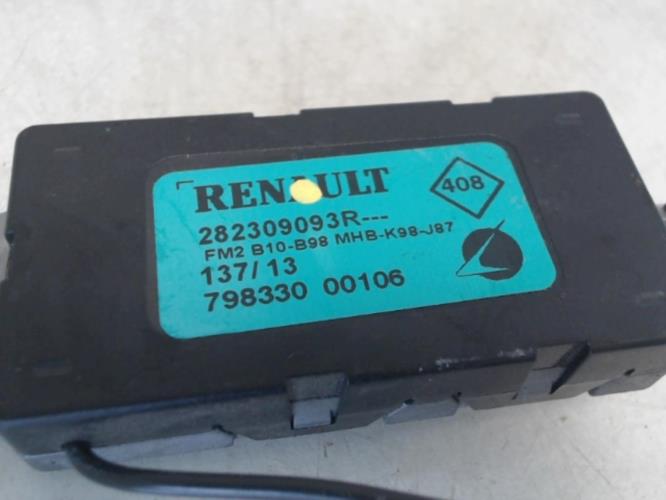 RENAULT
408
282309093R---
FM2 B10-B98 MHB-K98-J87
137/13
798330 00106